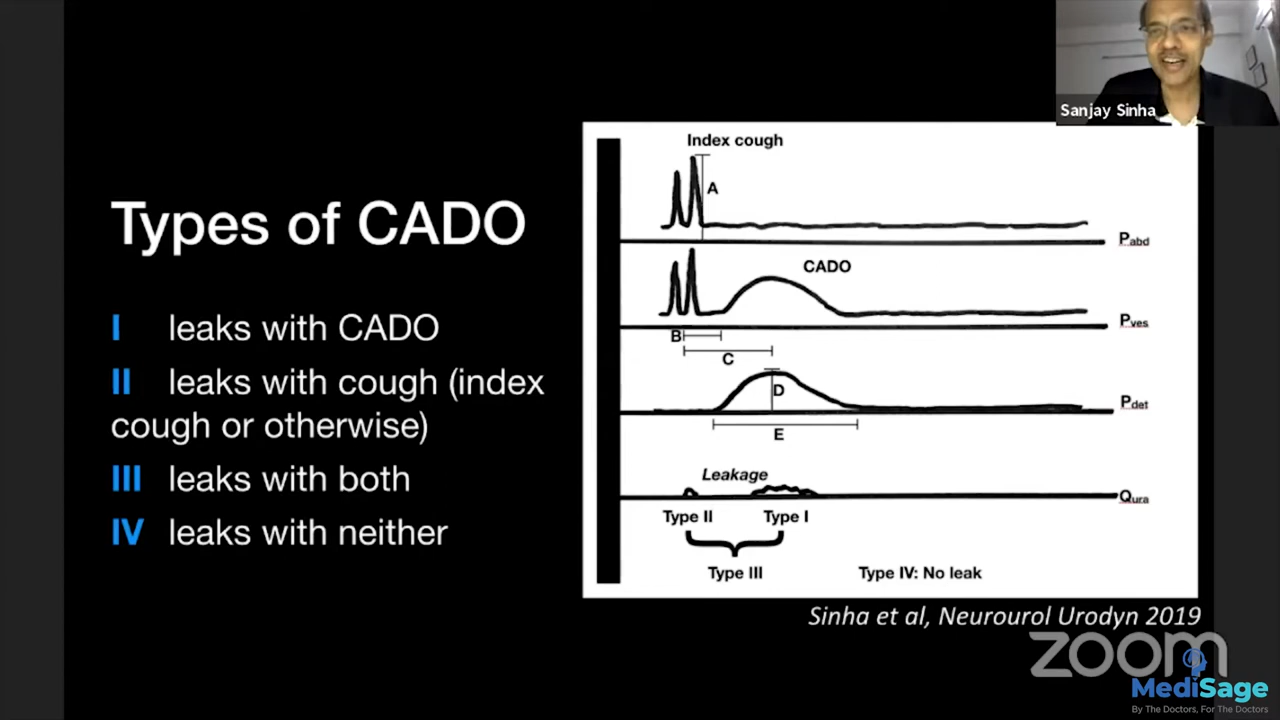 Sanjay Sinha
Types of CADO
I leaks with CADO
II leaks with cough (index
cough or otherwise)
III leaks with both
IV leaks with neither
Index cough
A
Pabd
CADO
Pves
B
C
D
Pdet
E
Leakage
Qura
Type II Type I
Type III Type IV: No leak
Sinha et al, Neurourol Urodyn 2019
zoom
MediSage
By The Doctors, For The Doctors